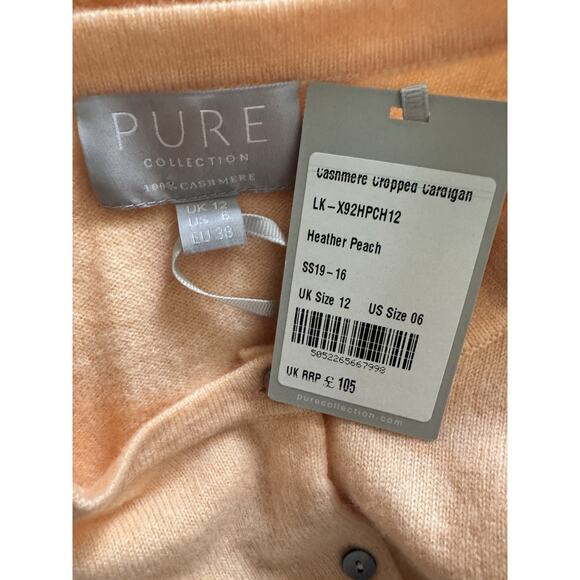 PURE
COLLECTION
100% CASHMERE
UK 12
US 6
EU 38
Cashmere Cropped Cardigan
LK-X92HPCH12
Heather Peach
SS19-16
UK Size 12 US Size 06
5052265667998
UK RRP £ 105
purecollection.com